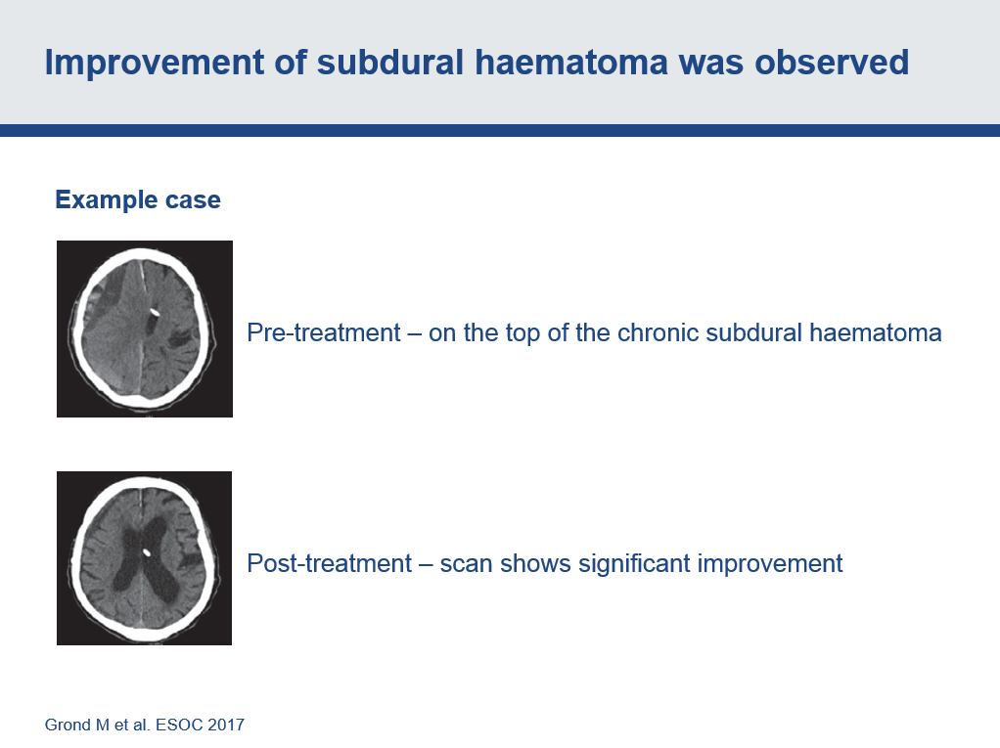 Improvement of subdural haematoma was observed
Example case
Pre-treatment – on the top of the chronic subdural haematoma
Post-treatment – scan shows significant improvement
Grond M et al. ESOC 2017